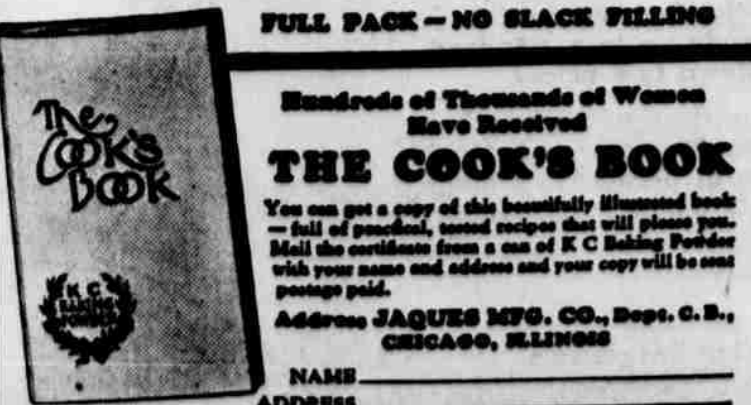 FULL PACK — NO SLACK FILLING
The
Cook's
Book
K C
BAKING
POWDER
Hundreds of Thousands of Women
Have Received
THE COOK'S BOOK
You can get a copy of this beautifully illustrated book
— full of practical, tested recipes that will please you.
Mail the certificate from a can of K C Baking Powder
with your name and address and your copy will be sent
postage paid.
Address JAQUES MFG. CO., Dept. C. B.,
CHICAGO, ILLINOIS
NAME
ADDRESS